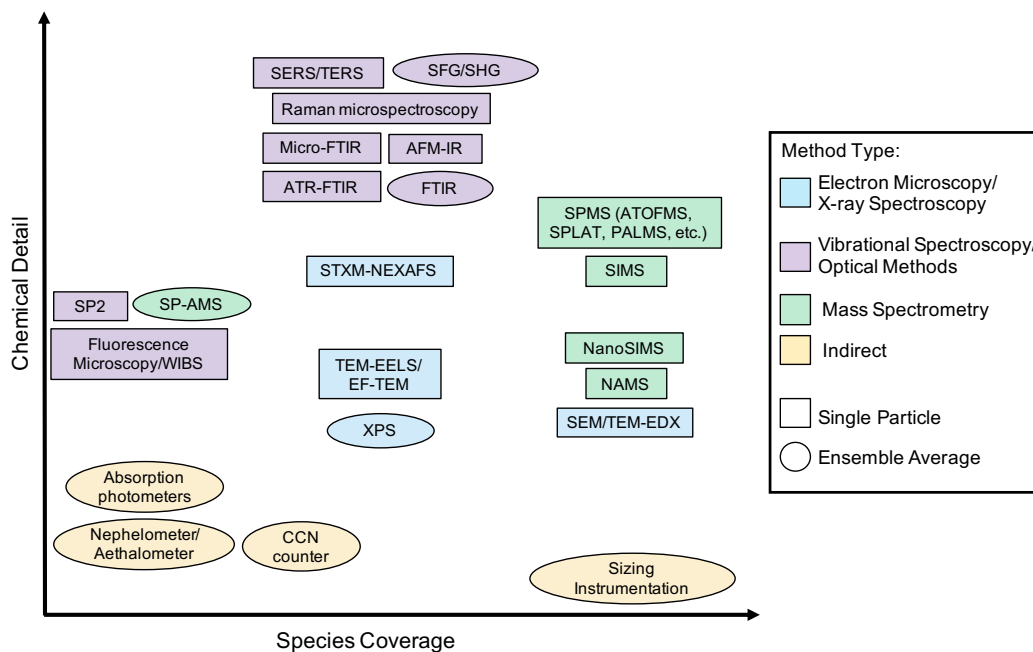 Chemical Detail
SERS/TERS
SFG/SHG
Raman microspectroscopy
Micro-FTIR
AFM-IR
ATR-FTIR
FTIR
SPMS (ATOFMS,
SPLAT, PALMS, etc.)
STXM-NEXAFS
SIMS
SP2
SP-AMS
Fluorescence
Microscopy/WIBS
NanoSIMS
TEM-EELS/
EF-TEM
NAMS
XPS
SEM/TEM-EDX
Absorption
photometers
Nephelometer/
Aethalometer
CCN
counter
Sizing
Instrumentation
Species Coverage
Method Type:
Electron Microscopy/
X-ray Spectroscopy
Vibrational Spectroscopy/
Optical Methods
Mass Spectrometry
Indirect
Single Particle
Ensemble Average